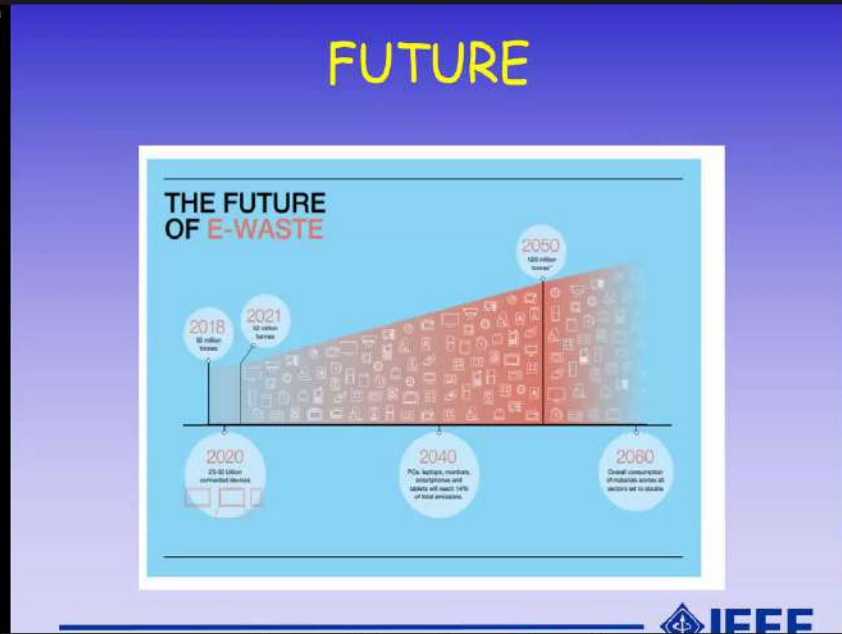 FUTURE
THE FUTURE
OF E-WASTE
2050
120 million
tonnes*
2021
52 million
tonnes
2018
50 million
tonnes
2020
25-50 billion
connected devices
2040
PCs, laptops, monitors,
smartphones and
tablets will reach 14%
of total emissions.
2060
Overall consumption
of materials across all
sectors set to double
IEEE